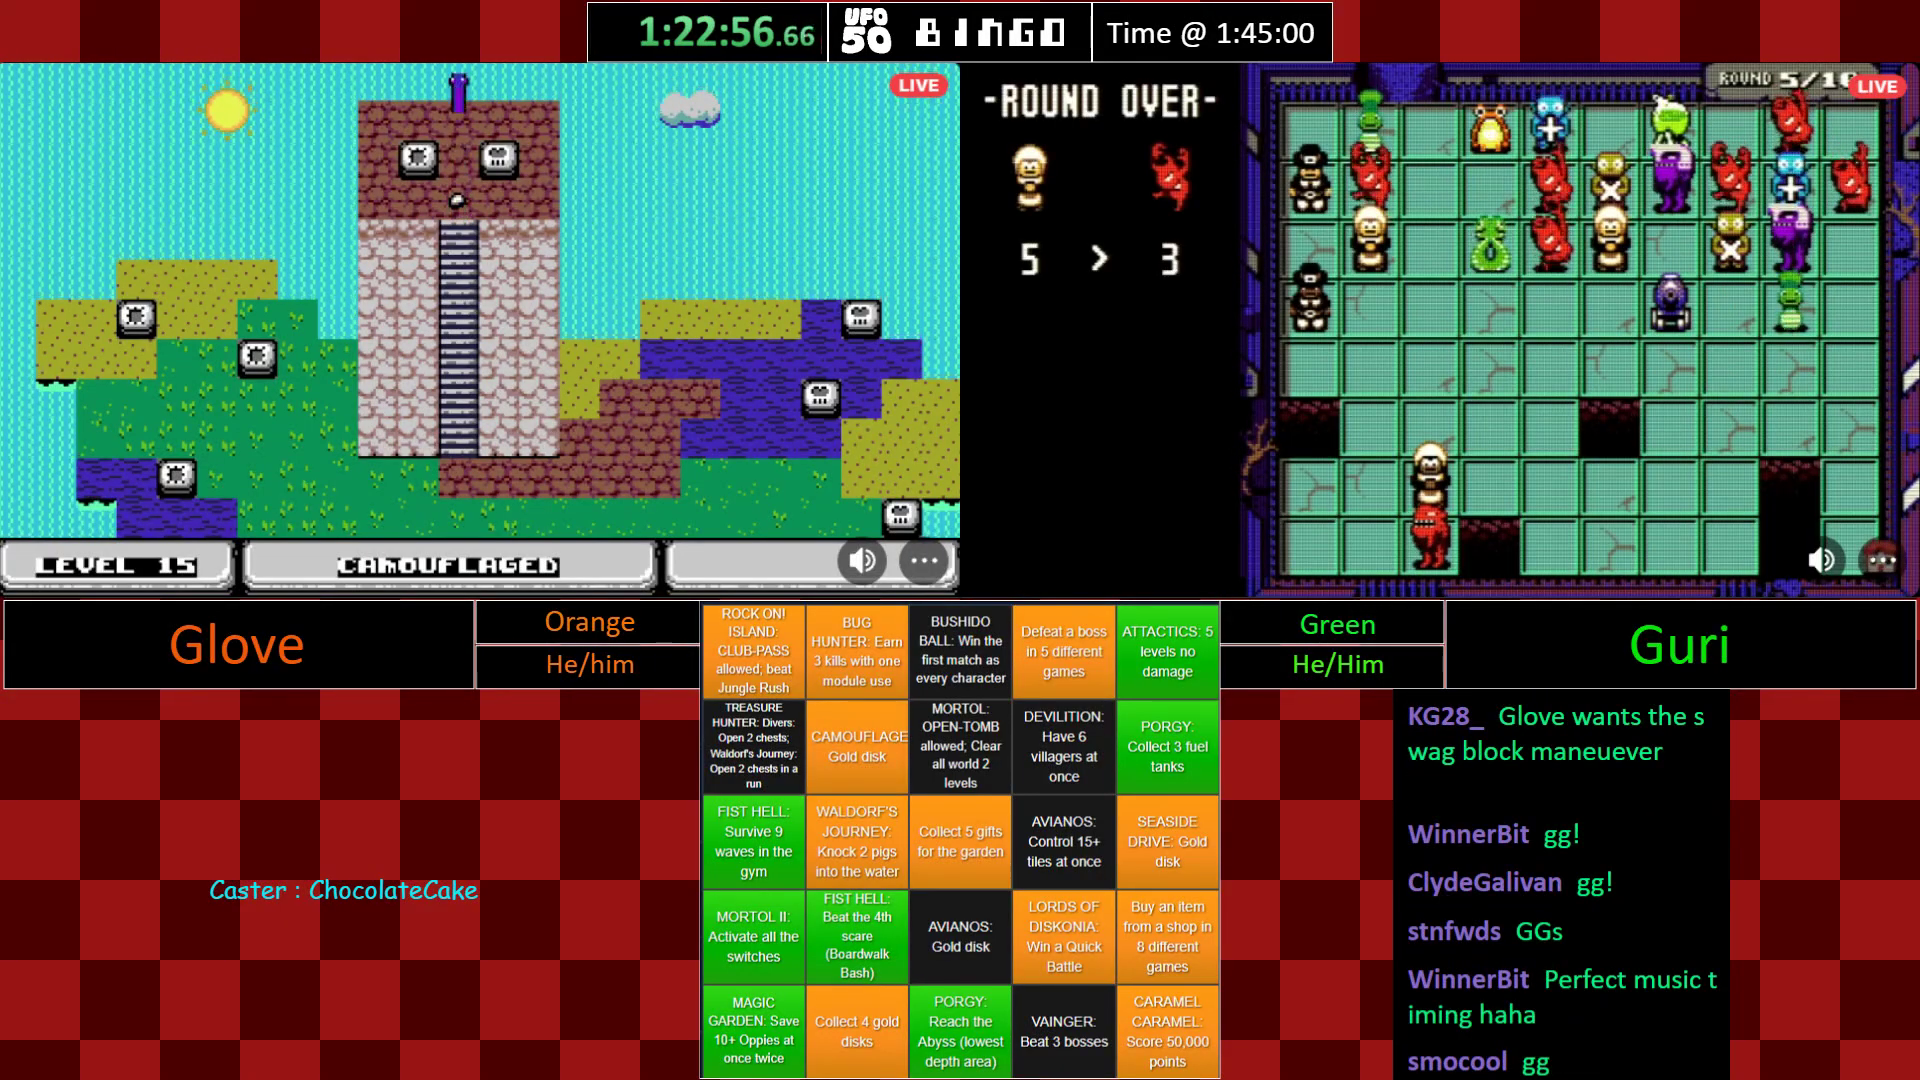 1:22:56.66
UFO 50
BINGO
Time @ 1:45:00
LIVE
-ROUND OVER-
5 > 3
ROUND 5/10
LIVE
LEVEL 15
CAMOUFLAGED
Glove
Orange
He/him
Green
He/Him
Guri
ROCK ON!
ISLAND:
CLUB-PASS
allowed; beat
Jungle Rush
BUG
HUNTER: Earn
3 kills with one
module use
BUSHIDO
BALL: Win the
first match as
every character
Defeat a boss
in 5 different
games
ATTACTICS: 5
levels no
damage
TREASURE
HUNTER: Divers:
Open 2 chests;
Waldorf's Journey:
Open 2 chests in a
run
CAMOUFLAGE
Gold disk
MORTOL:
OPEN-TOMB
allowed; Clear
all world 2
levels
DEVILITION:
Have 6
villagers at
once
PORGY:
Collect 3 fuel
tanks
FIST HELL:
Survive 9
waves in the
gym
WALDORF'S
JOURNEY:
Knock 2 pigs
into the water
Collect 5 gifts
for the garden
AVIANOS:
Control 15+
tiles at once
SEASIDE
DRIVE: Gold
disk
MORTOL II:
Activate all the
switches
FIST HELL:
Beat the 4th
scare
(Boardwalk
Bash)
AVIANOS:
Gold disk
LORDS OF
DISKONIA:
Win a Quick
Battle
Buy an item
from a shop in
8 different
games
MAGIC
GARDEN: Save
10+ Oppies at
once twice
Collect 4 gold
disks
PORGY:
Reach the
Abyss (lowest
depth area)
VAINGER:
Beat 3 bosses
CARAMEL
CARAMEL:
Score 50,000
points
Caster : ChocolateCake
KG28_ Glove wants the s
wag block maneuever
WinnerBit gg!
ClydeGalivan gg!
stnfwds GGs
WinnerBit Perfect music t
iming haha
smocool gg